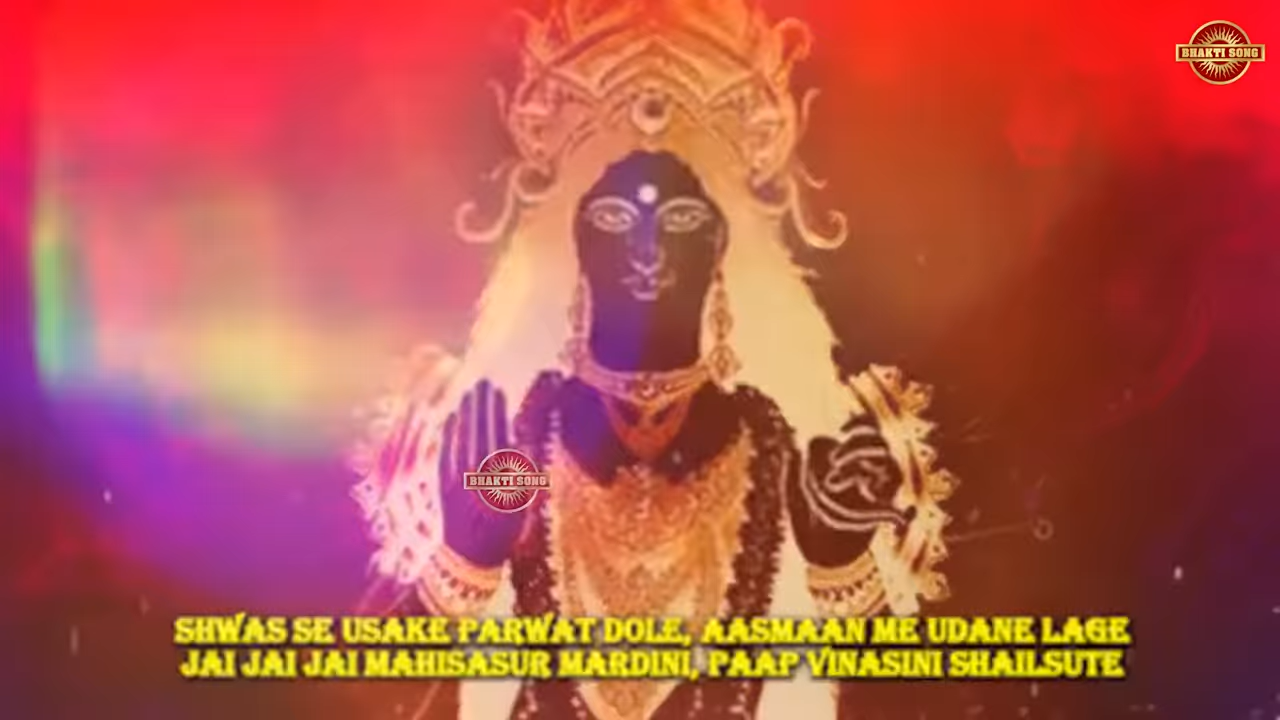 BHAKTI SONG
BHAKTI SONG
SHWAS SE USAKE PARWAT DOLE, AASMAAN ME UDANE LAGE
JAI JAI JAI MAHISASUR MARDINI, PAAP VINASINI SHAILSUTE